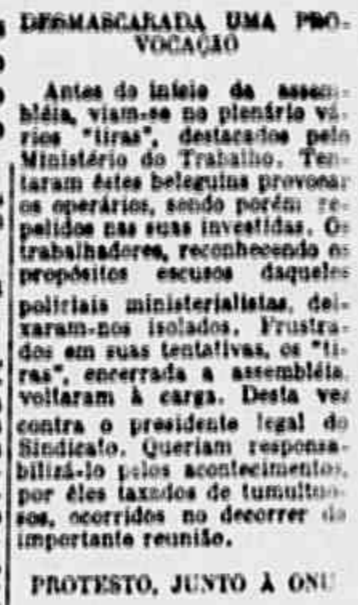 DESMASCARADA UMA PRO-
VOCAÇÃO
Antes do início da assem-
bléia, viam-se no plenário vá-
rios "tiras", destacados pelo
Ministério do Trabalho. Ten-
taram êstes beleguins provocar
os operários, sendo porém re-
pelidos nas suas investidas. Os
trabalhadores, reconhecendo os
propósitos escusos daqueles
policiais ministerialistas, dei-
xaram-nos isolados. Frustra-
dos em suas tentativas, os "ti-
ras", encerrada a assembléia,
voltaram à carga. Desta vez
contra o presidente legal do
Sindicato. Queriam responsa-
bilizá-lo pelos acontecimentos,
por êles taxados de tumultuo-
sos, ocorridos no decorrer da
importante reunião.
PROTESTO, JUNTO À ONU